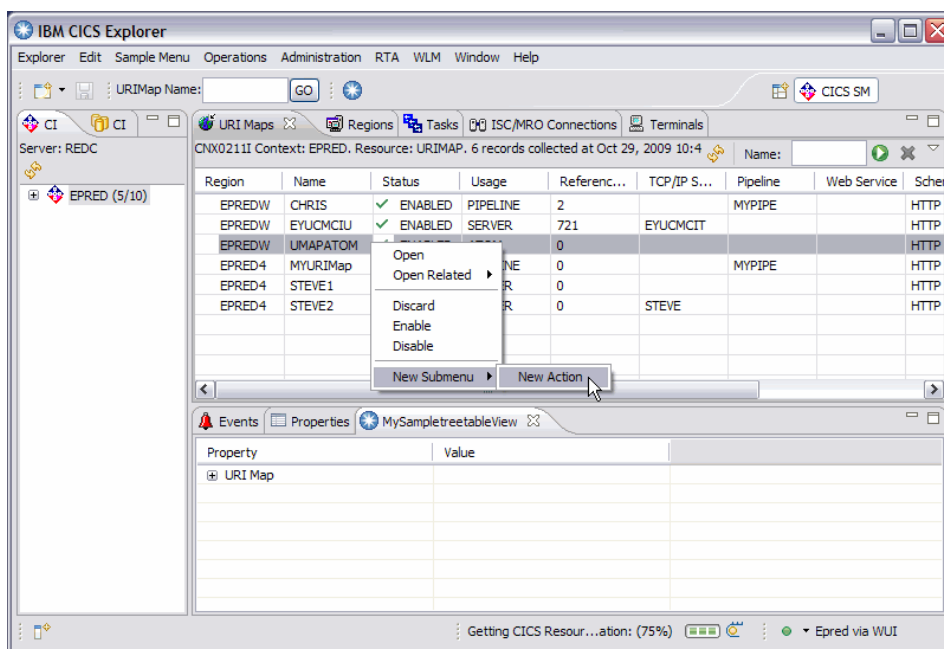 IBM CICS Explorer
Explorer Edit Sample Menu Operations Administration RTA WLM Window Help
URIMap Name: GO CICS SM
CI CI URI Maps Regions Tasks ISC/MRO Connections Terminals
Server: REDC CNX0211I Context: EPRED. Resource: URIMAP. 6 records collected at Oct 29, 2009 10:4 Name:
EPRED (5/10)
Region Name Status Usage Referenc... TCP/IP S... Pipeline Web Service Scher
EPREDW CHRIS ENABLED PIPELINE 2 MYPIPE HTTP
EPREDW EYUCMCIU ENABLED SERVER 721 EYUCMCIT HTTP
EPREDW UMAPATOM 0 HTTP
EPRED4 MYURIMap NE 0 MYPIPE HTTP
EPRED4 STEVE1 R 0 HTTP
EPRED4 STEVE2 R 0 STEVE HTTP
Open
Open Related
Discard
Enable
Disable
New Submenu New Action
Events Properties MySampletreetableView
Property Value
URI Map
Getting CICS Resour...ation: (75%) Epred via WUI